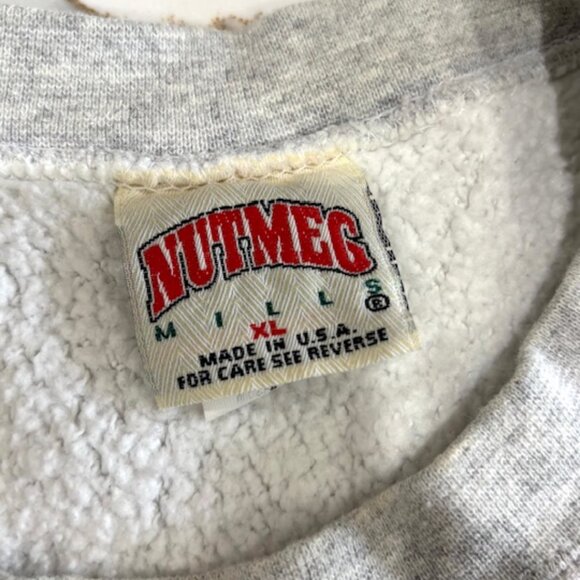 NUTMEG
MILLS ®
XL
MADE IN U.S.A.
FOR CARE SEE REVERSE